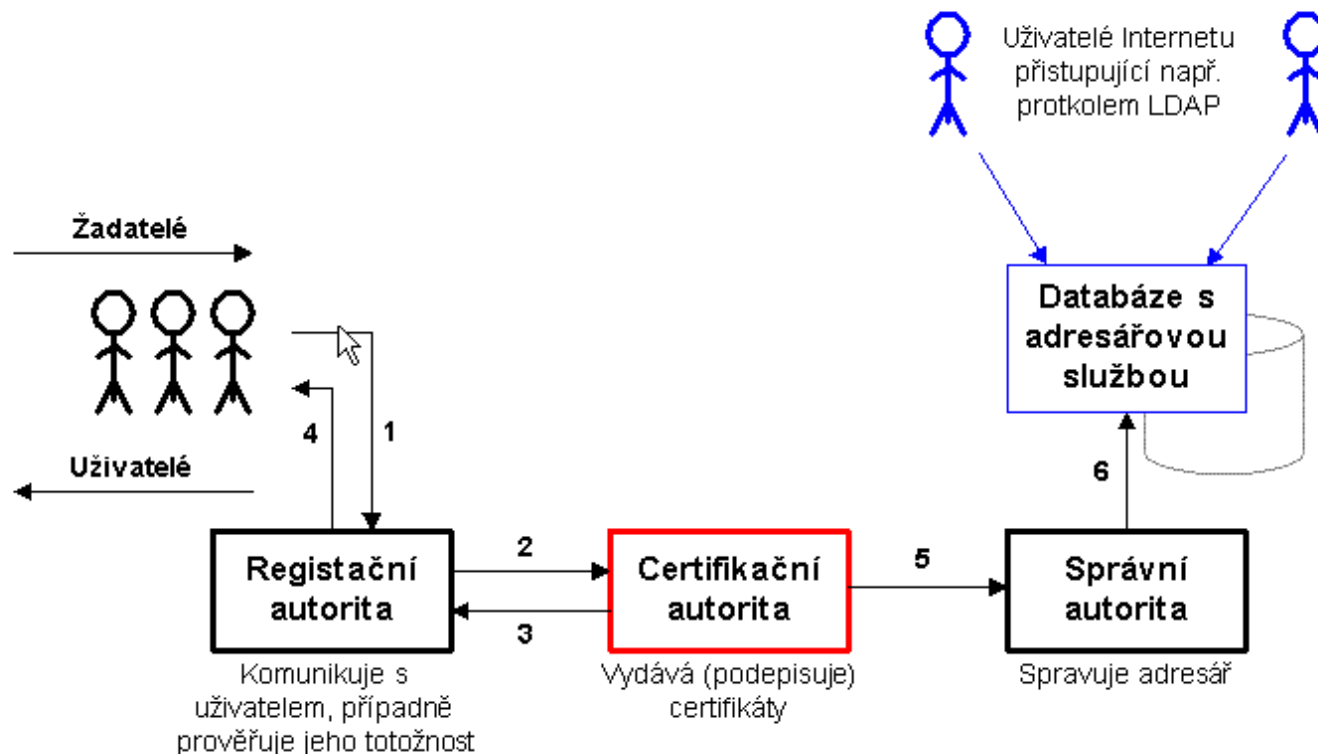 Uživatelé Internetu
přistupující např.
protkolem LDAP
Žadatelé
Databáze s
adresářovou
službou
4
1
Uživatelé
6
Registační
autorita
2
3
Certifikační
autorita
5
Správní
autorita
Komunikuje s
uživatelem, případně
prověřuje jeho totožnost
Vydává (podepisuje)
certifikáty
Spravuje adresář